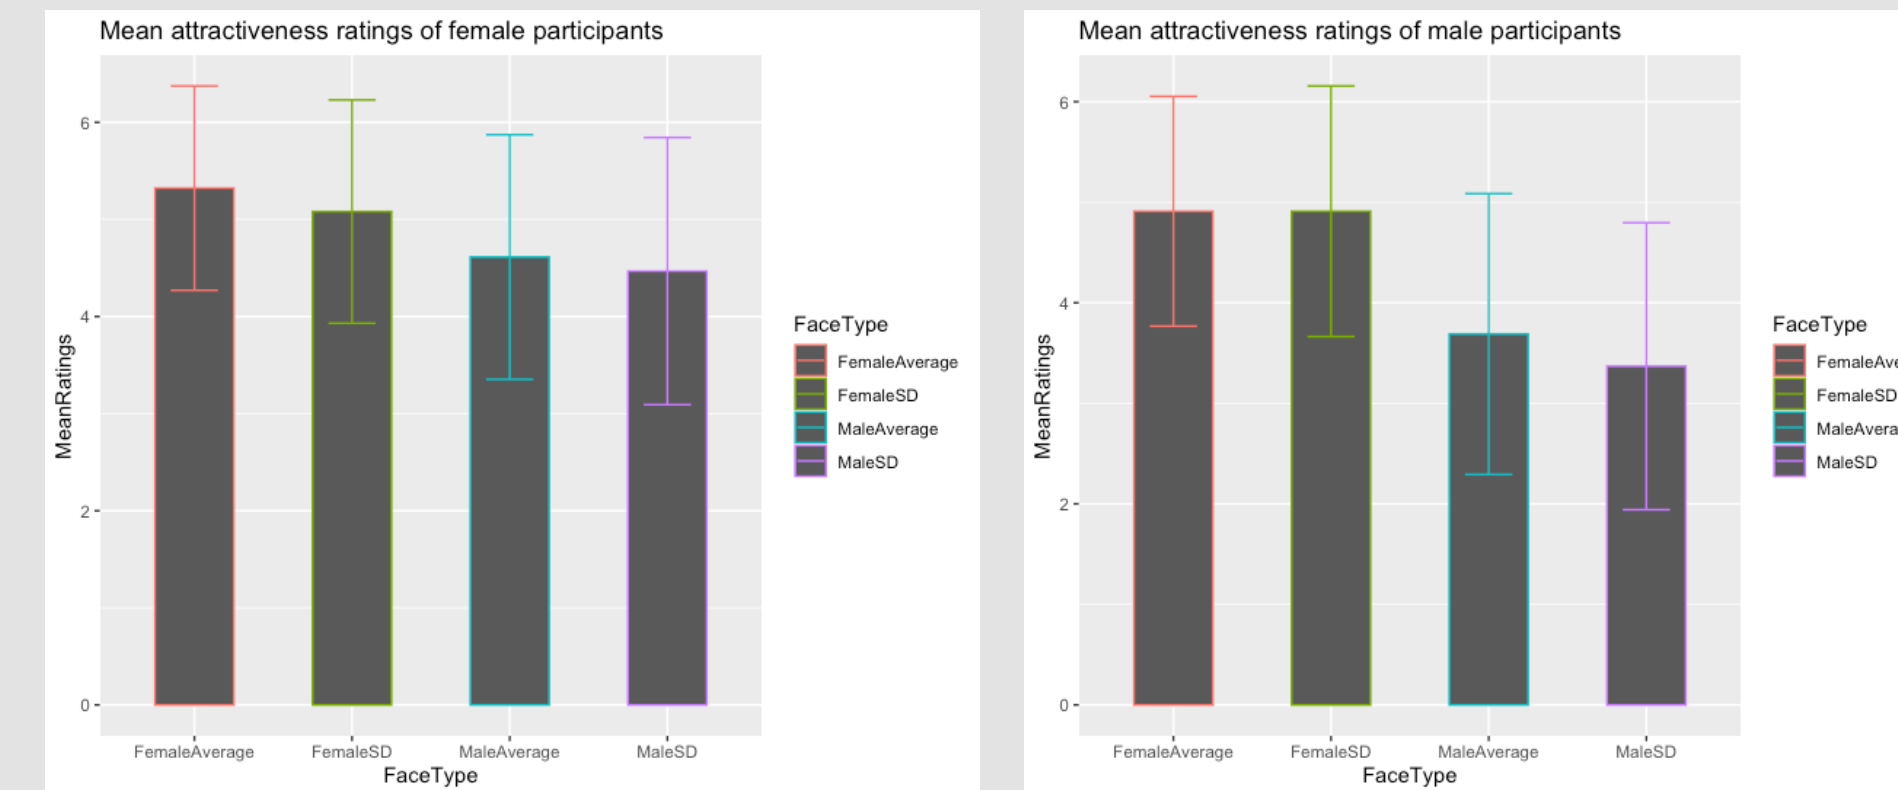 Mean attractiveness ratings of female participants
6
4
2
0
MeanRatings
FemaleAverage
FemaleSD
MaleAverage
MaleSD
FaceType
FaceType
FemaleAverage
FemaleSD
MaleAverage
MaleSD
Mean attractiveness ratings of male participants
6
4
2
0
MeanRatings
FemaleAverage
FemaleSD
MaleAverage
MaleSD
FaceType
FaceType
FemaleAve
FemaleSD
MaleAvera
MaleSD